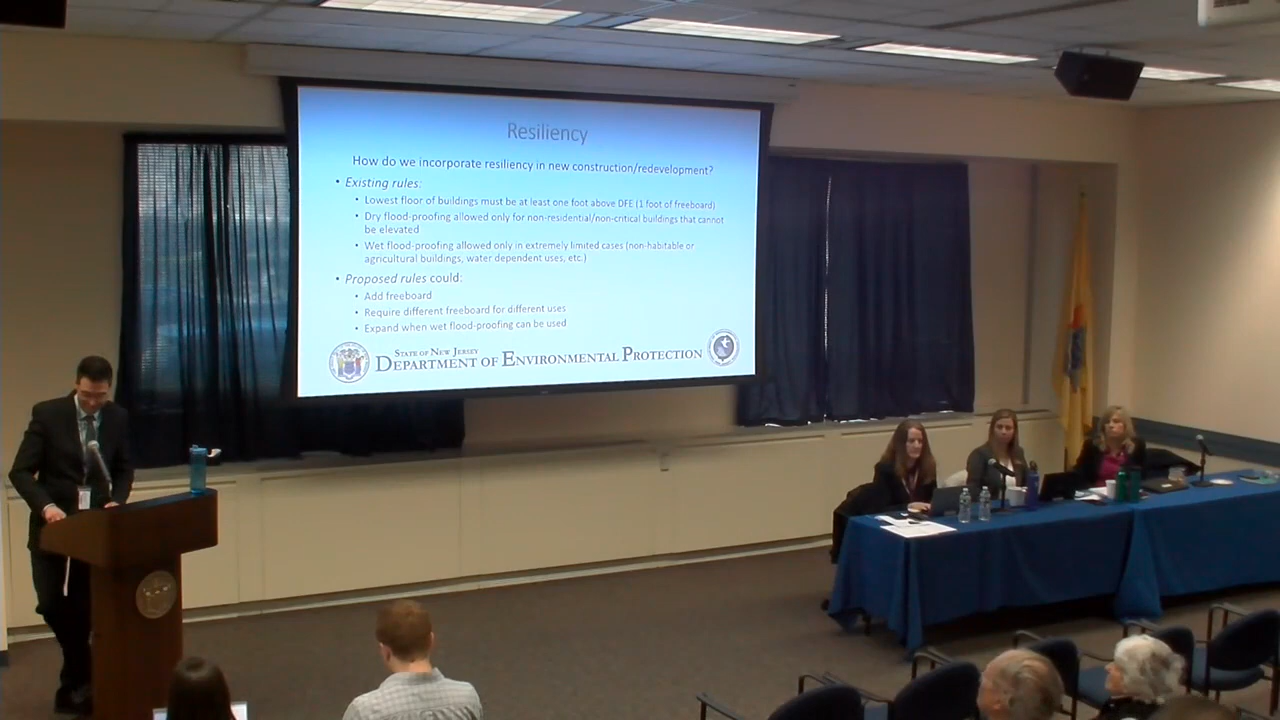 Resiliency
How do we incorporate resiliency in new construction/redevelopment?
• Existing rules:
• Lowest floor of buildings must be at least one foot above DFE (1 foot of freeboard)
• Dry flood-proofing allowed only for non-residential/non-critical buildings that cannot
be elevated
• Wet flood-proofing allowed only in extremely limited cases (non-habitable or
agricultural buildings, water dependent uses, etc.)
• Proposed rules could:
• Add freeboard
• Require different freeboard for different uses
• Expand when wet flood-proofing can be used
STATE OF NEW JERSEY
DEPARTMENT OF ENVIRONMENTAL PROTECTION